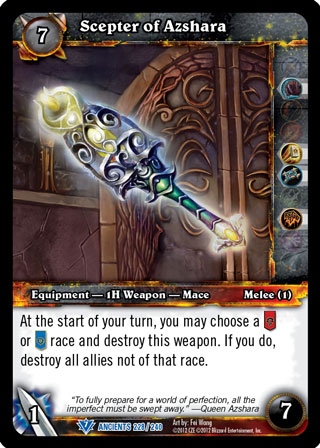 7
Scepter of Azshara
Equipment — 1H Weapon — Mace
Melee (1)
At the start of your turn, you may choose a
or race and destroy this weapon. If you do,
destroy all allies not of that race.
"To fully prepare for a world of perfection, all the
imperfect must be swept away." —Queen Azshara
1
7
ANCIENTS 228 / 240
Art by: Fei Wang
©2012 CZE ©2012 Blizzard Entertainment, Inc.